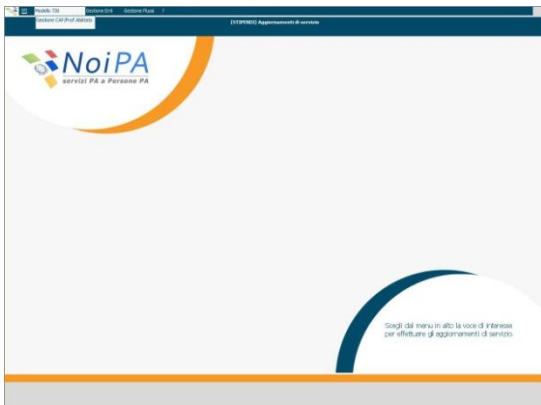 Modello 730 Gestione Enti Gestione Flussi ?
Gestione CAF/Prof.Abilitato
[STIPENDI] Aggiornamenti di servizio
NoiPA
servizi PA a Persone PA
Scegli dal menu in alto la voce di interesse
per effettuare gli aggiornamenti di servizio.